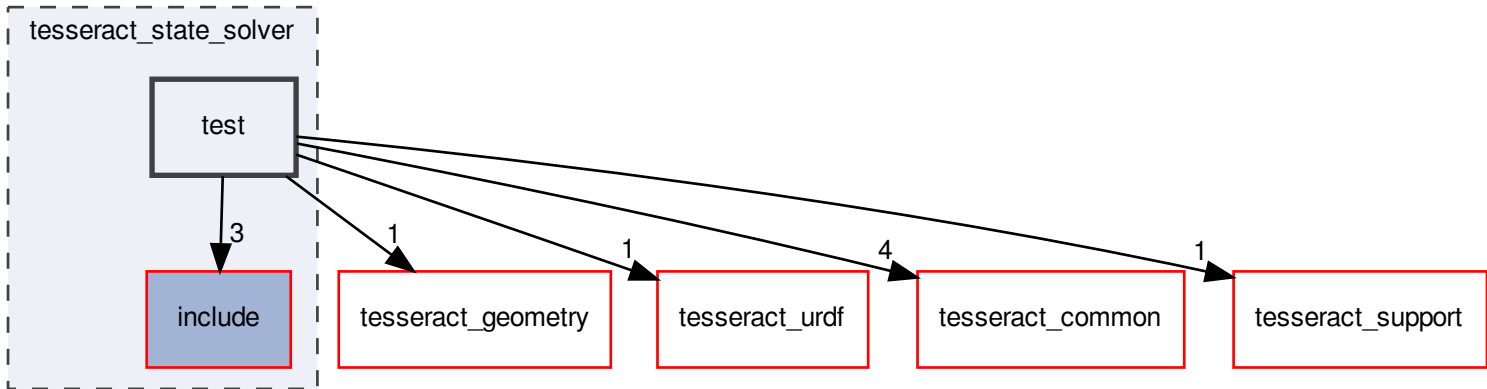 tesseract_state_solver
test
3
1
1
4
1
include
tesseract_geometry
tesseract_urdf
tesseract_common
tesseract_support